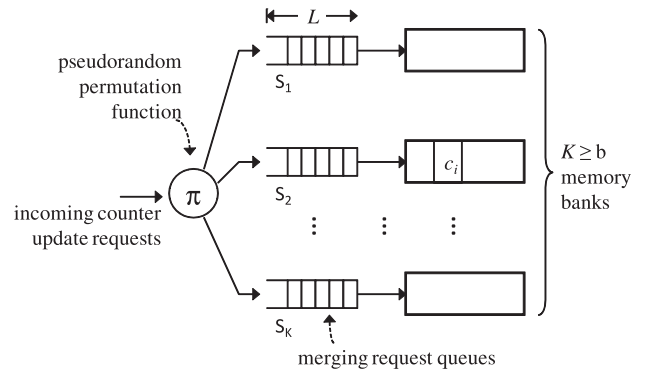 L
pseudorandom
permutation
function
S1
π
incoming counter
update requests
S2
ci
K ≥ b
memory
banks
SK
merging request queues